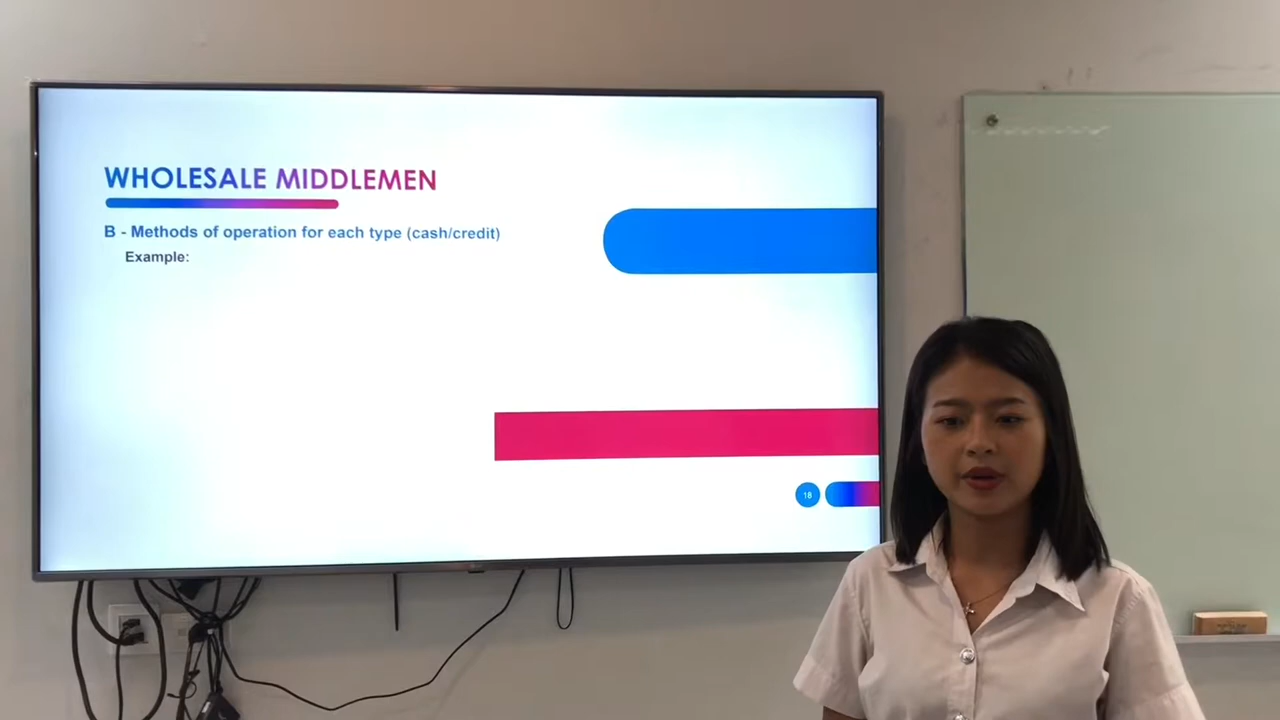 WHOLESALE MIDDLEMEN
B - Methods of operation for each type (cash/credit)
Example:
18